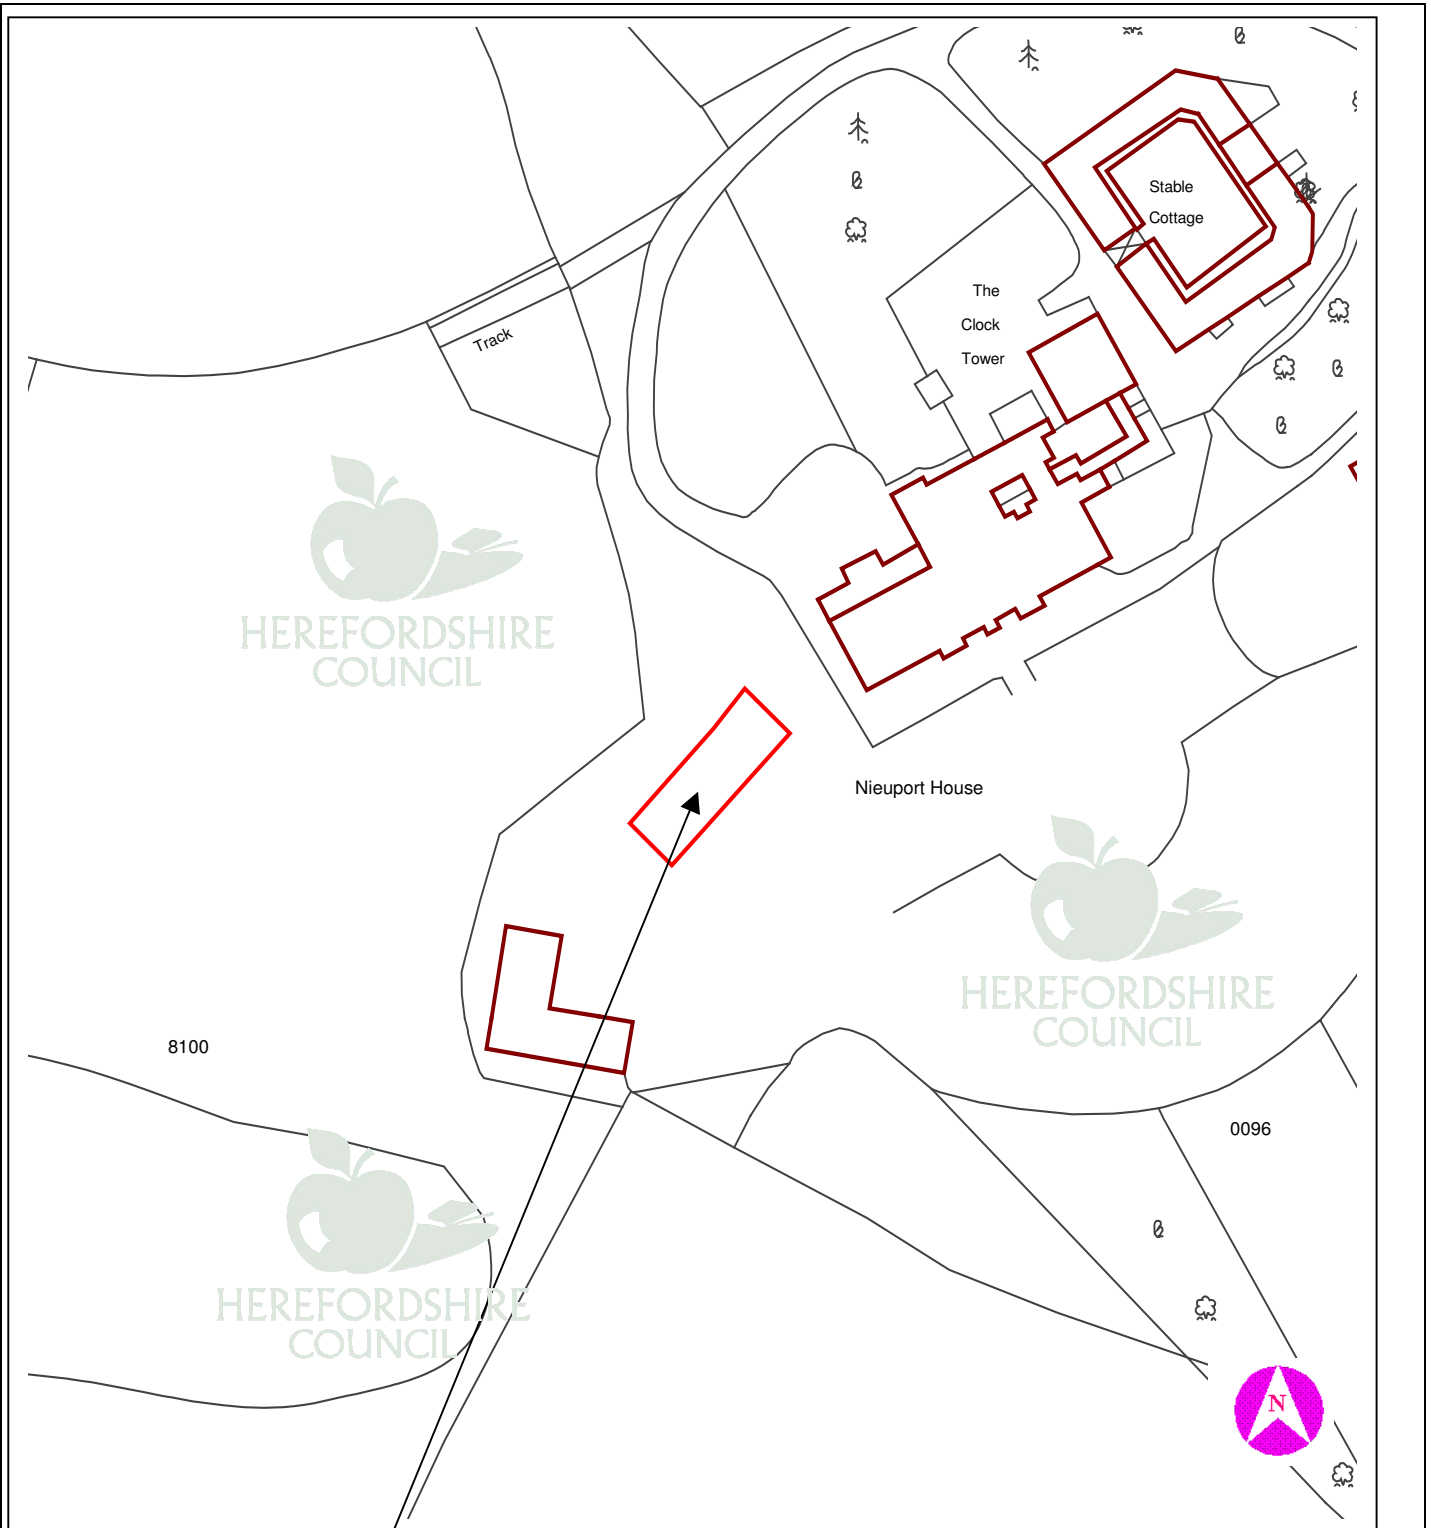 Stable
Cottage
The
Clock
Tower
Track
HEREFORDSHIRE
COUNCIL
Nieuport House
HEREFORDSHIRE
COUNCIL
8100
0096
HEREFORDSHIRE
COUNCIL
N